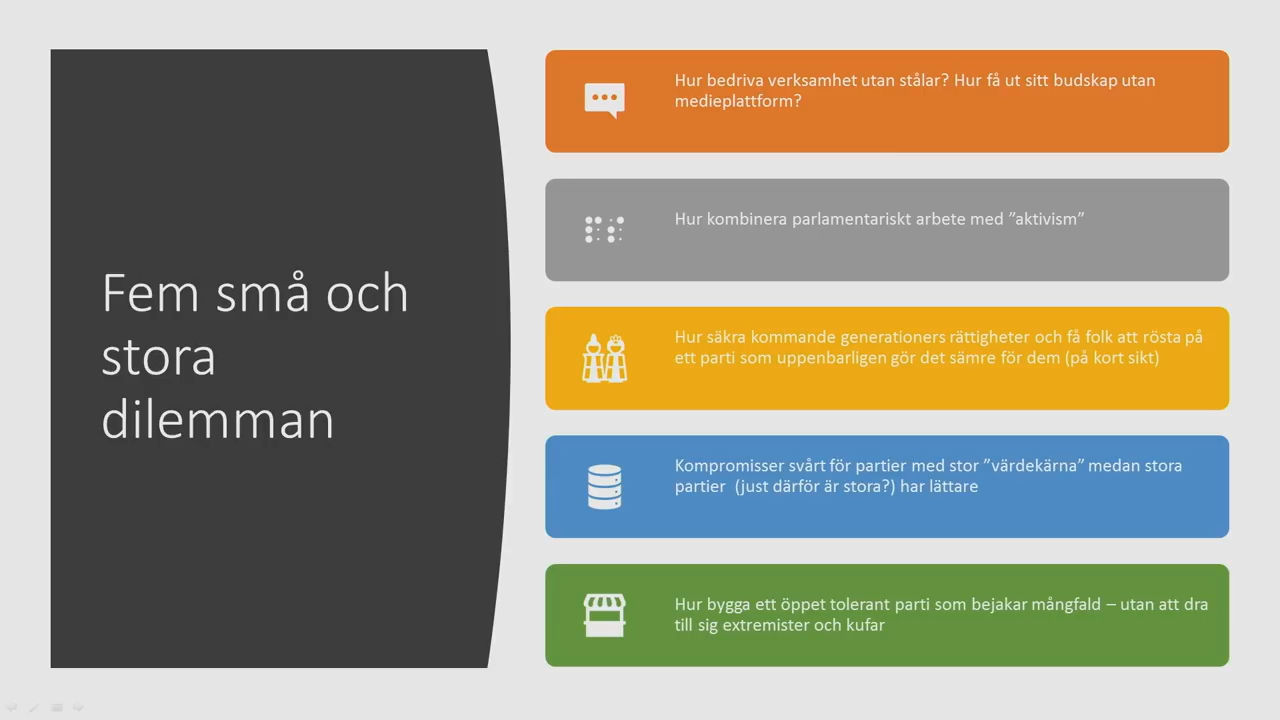 Fem små och
stora
dilemman
Hur bedriva verksamhet utan stålar? Hur få ut sitt budskap utan
medieplattform?
Hur kombinera parlamentariskt arbete med ”aktivism”
Hur säkra kommande generationers rättigheter och få folk att rösta på
ett parti som uppenbarligen gör det sämre för dem (på kort sikt)
Kompromisser svårt för partier med stor ”värdekärna” medan stora
partier  (just därför är stora?) har lättare
Hur bygga ett öppet tolerant parti som bejakar mångfald – utan att dra
till sig extremister och kufar